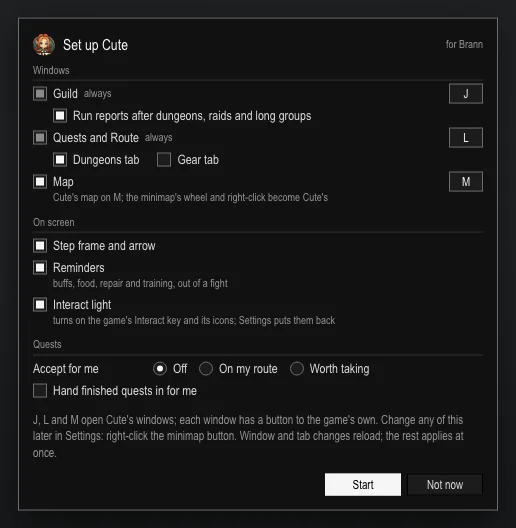 Set up Cute for Brann
Windows
Guild always J
Run reports after dungeons, raids and long groups
Quests and Route always L
Dungeons tab Gear tab
Map M
Cute's map on M; the minimap's wheel and right-click become Cute's
On screen
Step frame and arrow
Reminders
buffs, food, repair and training, out of a fight
Interact light
turns on the game's Interact key and its icons; Settings puts them back
Quests
Accept for me Off On my route Worth taking
Hand finished quests in for me
J, L and M open Cute's windows; each window has a button to the game's own. Change any of this
later in Settings: right-click the minimap button. Window and tab changes reload; the rest applies at
once.
Start Not now